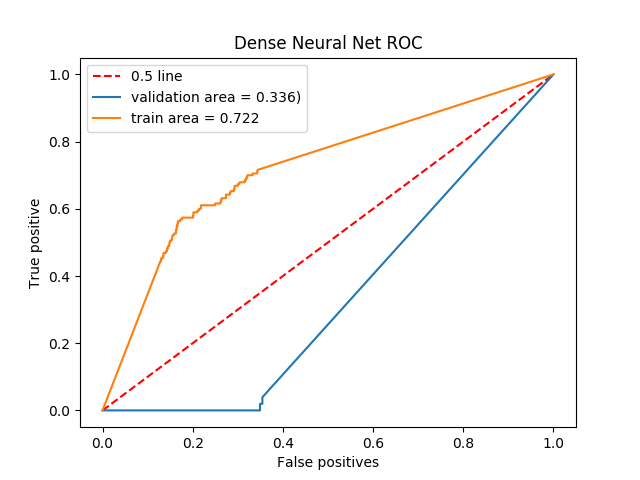 Dense Neural Net ROC
0.5 line
validation area = 0.336)
train area = 0.722
True positive
1.0
0.8
0.6
0.4
0.2
0.0
0.0 0.2 0.4 0.6 0.8 1.0
False positives